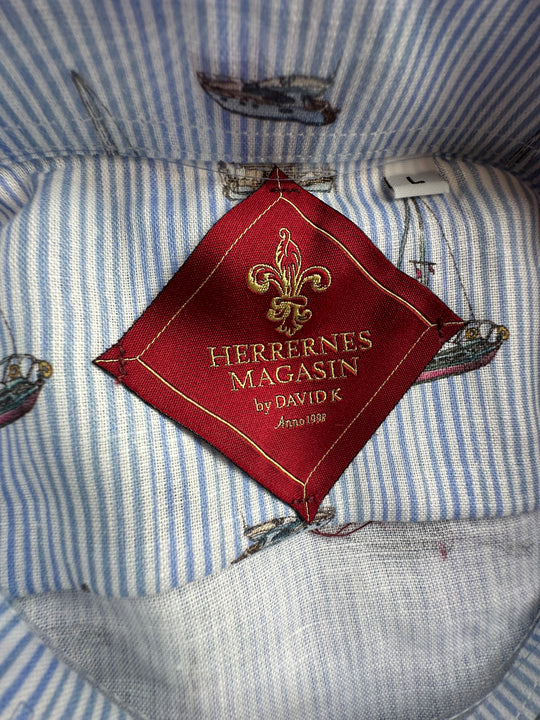 L
HERRERNES
MAGASIN
by DAVID K
Anno 1998